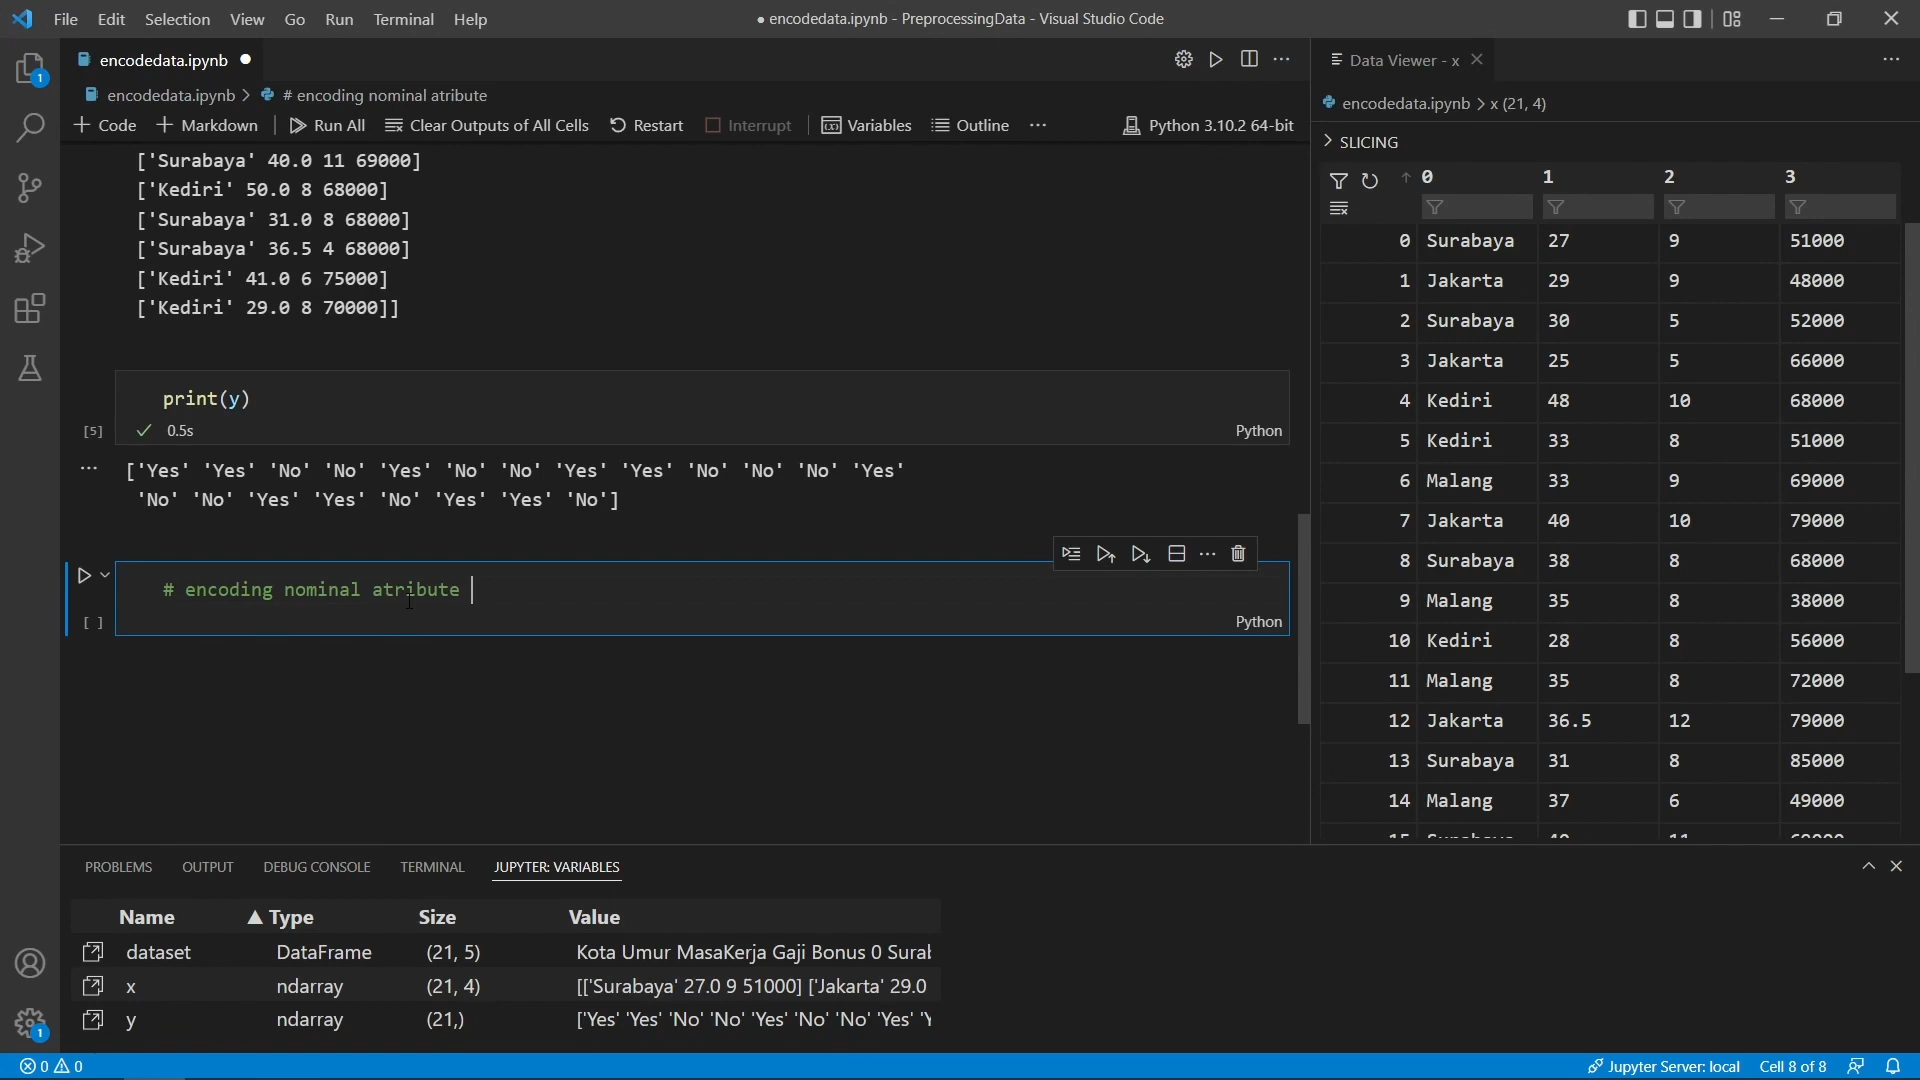 File Edit Selection View Go Run Terminal Help
● encodedata.ipynb - PreprocessingData - Visual Studio Code
encodedata.ipynb ●
encodedata.ipynb > # encoding nominal atribute
+ Code + Markdown | Run All Clear Outputs of All Cells Restart Interrupt | Variables Outline ... Python 3.10.2 64-bit
['Surabaya' 40.0 11 69000]
['Kediri' 50.0 8 68000]
['Surabaya' 31.0 8 68000]
['Surabaya' 36.5 4 68000]
['Kediri' 41.0 6 75000]
['Kediri' 29.0 8 70000]]
print(y)
[5] ✓ 0.5s Python
... ['Yes' 'Yes' 'No' 'No' 'Yes' 'No' 'No' 'Yes' 'Yes' 'No' 'No' 'No' 'Yes'
'No' 'No' 'Yes' 'Yes' 'No' 'Yes' 'Yes' 'No']
# encoding nominal atribute
[ ] Python
Data Viewer - x
encodedata.ipynb > x (21, 4)
> SLICING
0 1 2 3
0 Surabaya 27 9 51000
1 Jakarta 29 9 48000
2 Surabaya 30 5 52000
3 Jakarta 25 5 66000
4 Kediri 48 10 68000
5 Kediri 33 8 51000
6 Malang 33 9 69000
7 Jakarta 40 10 79000
8 Surabaya 38 8 68000
9 Malang 35 8 38000
10 Kediri 28 8 56000
11 Malang 35 8 72000
12 Jakarta 36.5 12 79000
13 Surabaya 31 8 85000
14 Malang 37 6 49000
PROBLEMS OUTPUT DEBUG CONSOLE TERMINAL JUPYTER: VARIABLES
Name ▲ Type Size Value
dataset DataFrame (21, 5) Kota Umur MasaKerja Gaji Bonus 0 Sural
x ndarray (21, 4) [['Surabaya' 27.0 9 51000] ['Jakarta' 29.0
y ndarray (21,) ['Yes' 'Yes' 'No' 'No' 'Yes' 'No' 'No' 'Yes' 'Y
0 0 Jupyter Server: local Cell 8 of 8
1
1